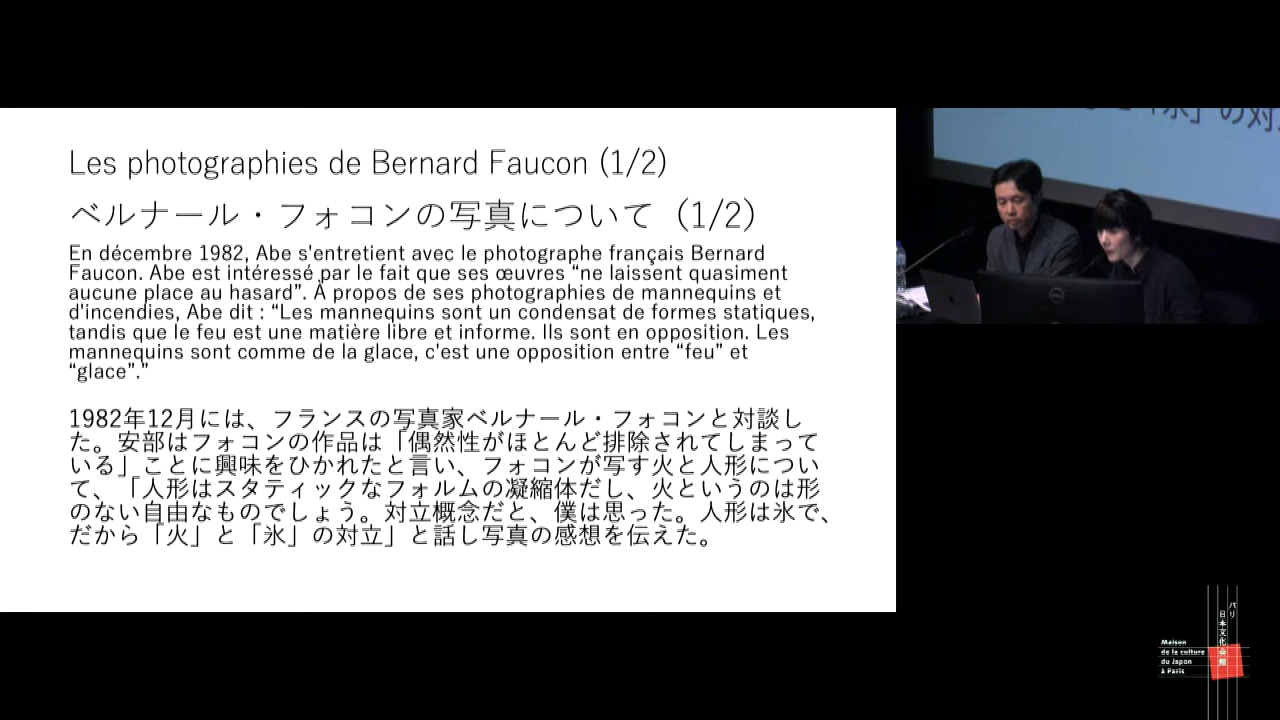 Les photographies de Bernard Faucon (1/2)
ベルナール・フォコンの写真について（1/2）
En décembre 1982, Abe s'entretient avec le photographe français Bernard
Faucon. Abe est intéressé par le fait que ses œuvres “ne laissent quasiment
aucune place au hasard”. À propos de ses photographies de mannequins et
d'incendies, Abe dit : “Les mannequins sont un condensat de formes statiques,
tandis que le feu est une matière libre et informe. Ils sont en opposition. Les
mannequins sont comme de la glace, c'est une opposition entre “feu” et
“glace”.”
1982年12月には、フランスの写真家ベルナール・フォコンと対談し
た。安部はフォコンの作品は「偶然性がほとんど排除されてしまって
いる」ことに興味をひかれたと言い、フォコンが写す火と人形につい
て、「人形はスタティックなフォルムの凝縮体だし、火というのは形
のない自由なものでしょう。対立概念だと、僕は思った。人形は氷で、
だから「火」と「氷」の対立」と話し写真の感想を伝えた。
」の対
DELL
パリ
日本文化会館
Maison
de la culture
du Japon
à Paris